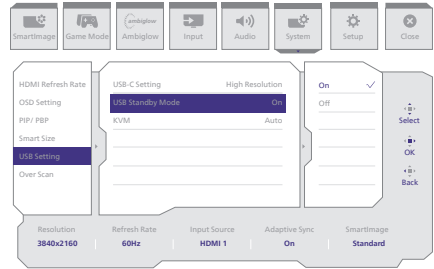 SmartImage
Game Mode
ambiglow
Ambiglow
Input
Audio
System
Setup
Close
HDMI Refresh Rate
OSD Setting
PIP/ PBP
Smart Size
USB Setting
Over Scan
USB-C Setting High Resolution
USB Standby Mode On
KVM Auto
On
Off
Select
OK
Back
Resolution Refresh Rate Input Source Adaptive Sync SmartImage
3840x2160 60Hz HDMI 1 On Standard